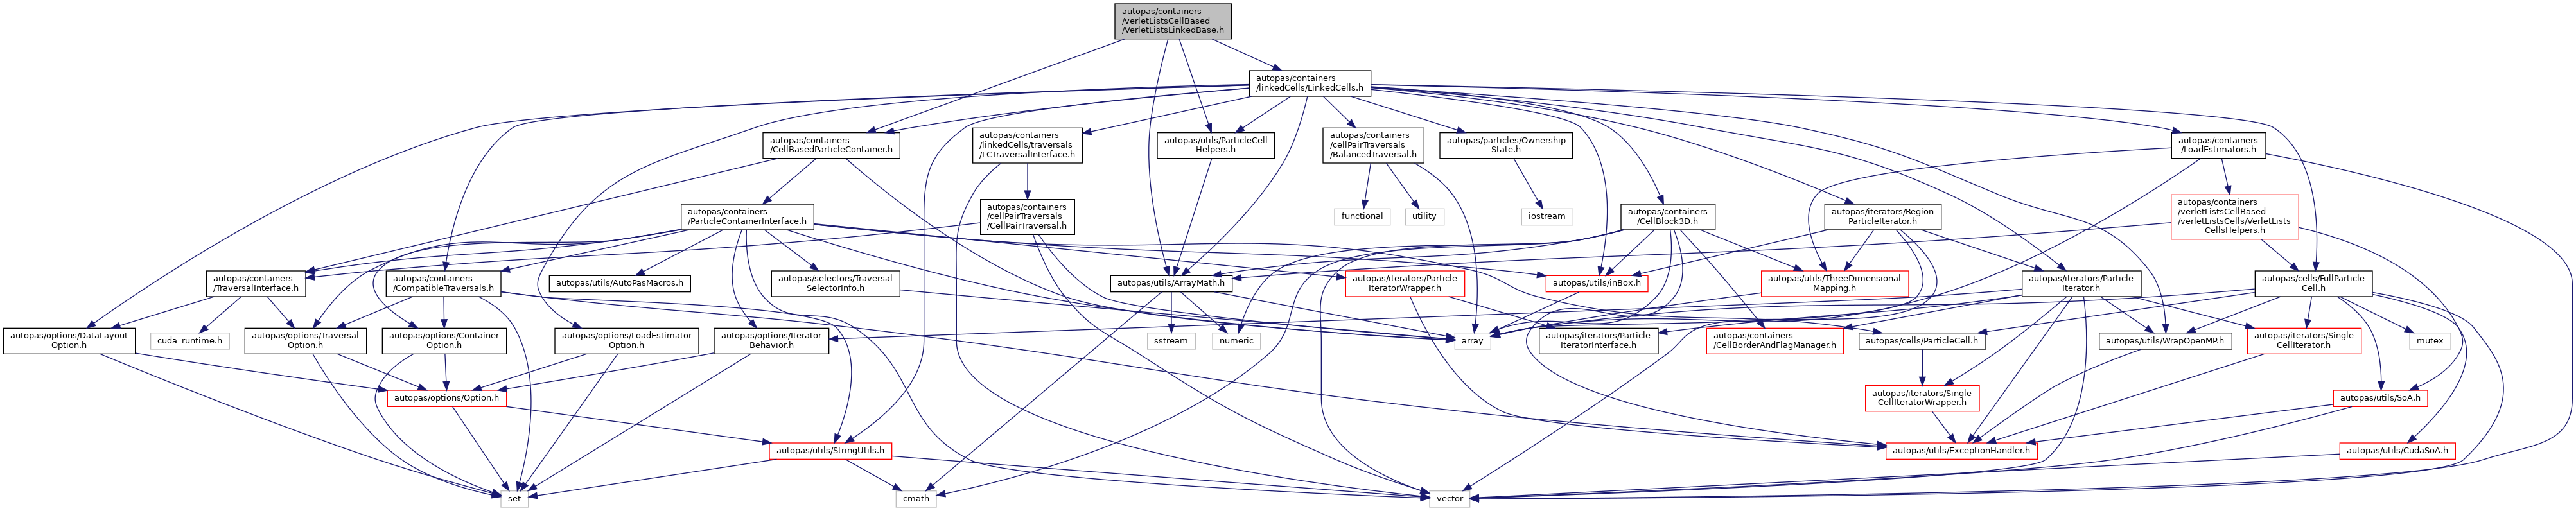 autopas/containers
/verletListsCellBased
/VerletListsLinkedBase.h
autopas/containers
/linkedCells/LinkedCells.h
autopas/containers
/CellBasedParticleContainer.h
autopas/containers
/linkedCells/traversals
/LCTraversalInterface.h
autopas/utils/ParticleCell
Helpers.h
autopas/containers
/cellPairTraversals
/BalancedTraversal.h
autopas/particles/Ownership
State.h
autopas/containers
/LoadEstimators.h
autopas/containers
/ParticleContainerInterface.h
autopas/containers
/cellPairTraversals
/CellPairTraversal.h
functional
utility
iostream
autopas/containers
/CellBlock3D.h
autopas/iterators/Region
ParticleIterator.h
autopas/containers
/verletListsCellBased
/verletListsCells/VerletLists
CellsHelpers.h
autopas/containers
/TraversalInterface.h
autopas/containers
/CompatibleTraversals.h
autopas/utils/AutoPasMacros.h
autopas/selectors/Traversal
SelectorInfo.h
autopas/utils/ArrayMath.h
autopas/iterators/Particle
IteratorWrapper.h
autopas/utils/inBox.h
autopas/utils/ThreeDimensional
Mapping.h
autopas/iterators/Particle
Iterator.h
autopas/cells/FullParticle
Cell.h
autopas/options/DataLayout
Option.h
cuda_runtime.h
autopas/options/Traversal
Option.h
autopas/options/Container
Option.h
autopas/options/LoadEstimator
Option.h
autopas/options/Iterator
Behavior.h
sstream
numeric
array
autopas/iterators/Particle
IteratorInterface.h
autopas/containers
/CellBorderAndFlagManager.h
autopas/cells/ParticleCell.h
autopas/utils/WrapOpenMP.h
autopas/iterators/Single
CellIterator.h
mutex
autopas/options/Option.h
autopas/iterators/Single
CellIteratorWrapper.h
autopas/utils/SoA.h
autopas/utils/StringUtils.h
autopas/utils/ExceptionHandler.h
autopas/utils/CudaSoA.h
set
cmath
vector